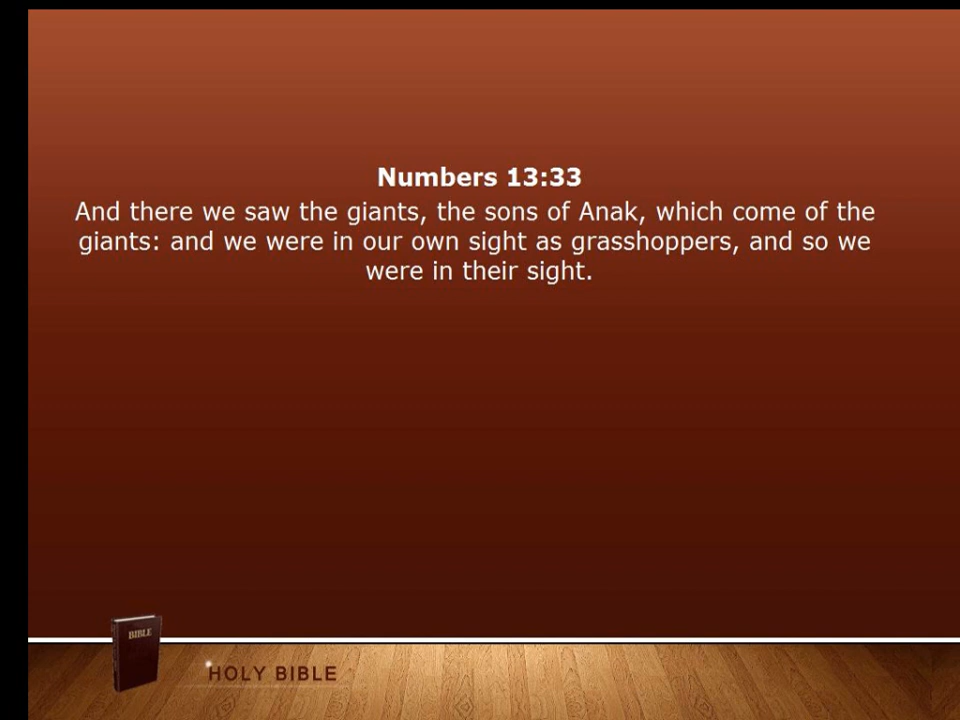 Numbers 13:33
And there we saw the giants, the sons of Anak, which come of the
giants: and we were in our own sight as grasshoppers, and so we
were in their sight.
BIBLE
HOLY BIBLE